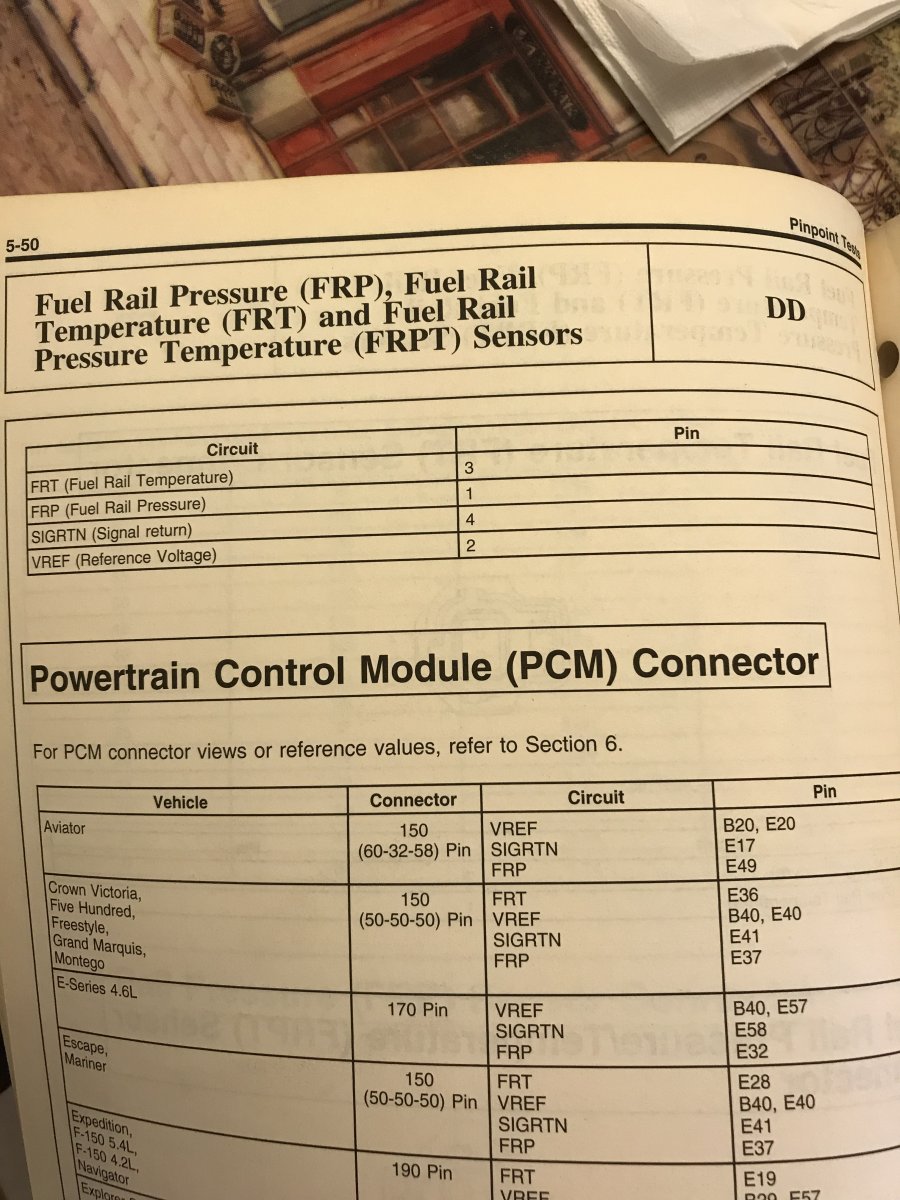 5-50
Pinpoint Tests
Fuel Rail Pressure (FRP), Fuel Rail
Temperature (FRT) and Fuel Rail
Pressure Temperature (FRPT) Sensors
DD
Circuit Pin
FRT (Fuel Rail Temperature) 3
FRP (Fuel Rail Pressure) 1
SIGRTN (Signal return) 4
VREF (Reference Voltage) 2
Powertrain Control Module (PCM) Connector
For PCM connector views or reference values, refer to Section 6.
Vehicle Connector Circuit Pin
Aviator
150
(60-32-58) Pin
VREF B20, E20
SIGRTN E17
FRP E49
Crown Victoria,
Five Hundred,
Freestyle,
Grand Marquis,
Montego
150
(50-50-50) Pin
FRT E36
VREF B40, E40
SIGRTN E41
FRP E37
E-Series 4.6L
170 Pin
VREF B40, E57
SIGRTN E58
FRP E32
Escape,
Mariner
150
(50-50-50) Pin
FRT E28
VREF B40, E40
SIGRTN E41
FRP E37
Expedition,
F-150 5.4L,
F-150 4.2L,
Navigator
190 Pin
FRT E19
VREF E57
Explorer